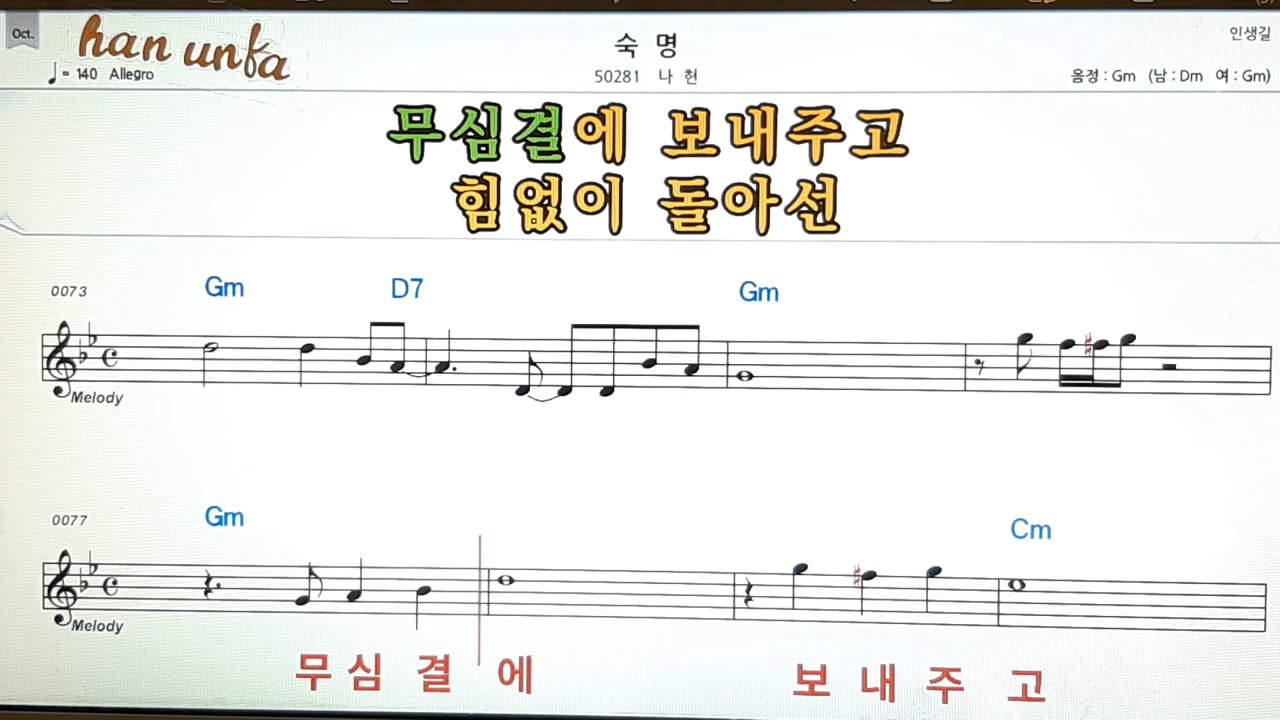 Oct.
han unfa
인생길
숙 명
♩= 140 Allegro
50281 나 현
음정 : Gm (남 : Dm 여 : Gm)
무심결에 보내주고
힘없이 돌아선
0073
Gm D7 Gm
Melody
0077
Gm Cm
Melody
무 심 결 에 보 내 주 고